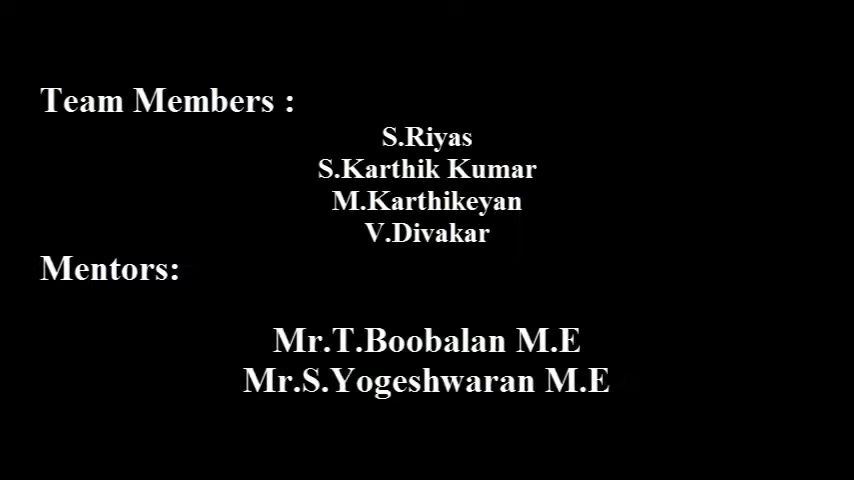 Team Members :
S.Riyas
S.Karthik Kumar
M.Karthikeyan
V.Divakar
Mentors:
Mr.T.Boobalan M.E
Mr.S.Yogeshwaran M.E